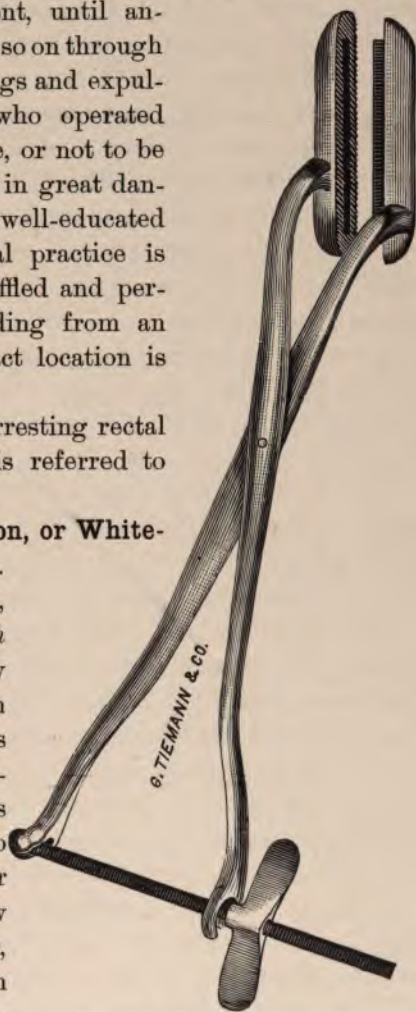 ent, until an-
so on through
gs and expul-
who operated
e, or not to be
in great dan-
well-educated
al practice is
ffled and per-
ding from an
ct location is
rresting rectal
is referred to
on, or White-
G. TIEMANN & CO.